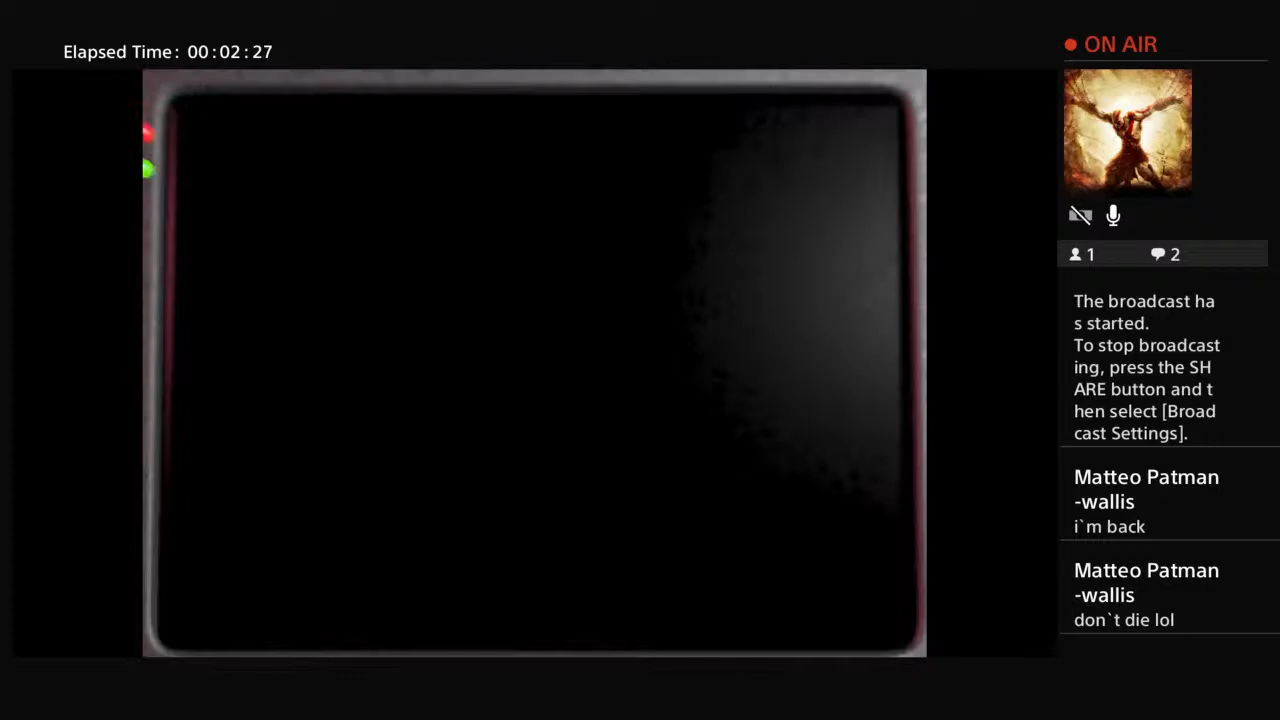 Elapsed Time: 00:02:27
ON AIR
1
2
The broadcast ha
s started.
To stop broadcast
ing, press the SH
ARE button and t
hen select [Broad
cast Settings].
Matteo Patman
-wallis
i`m back
Matteo Patman
-wallis
don`t die lol